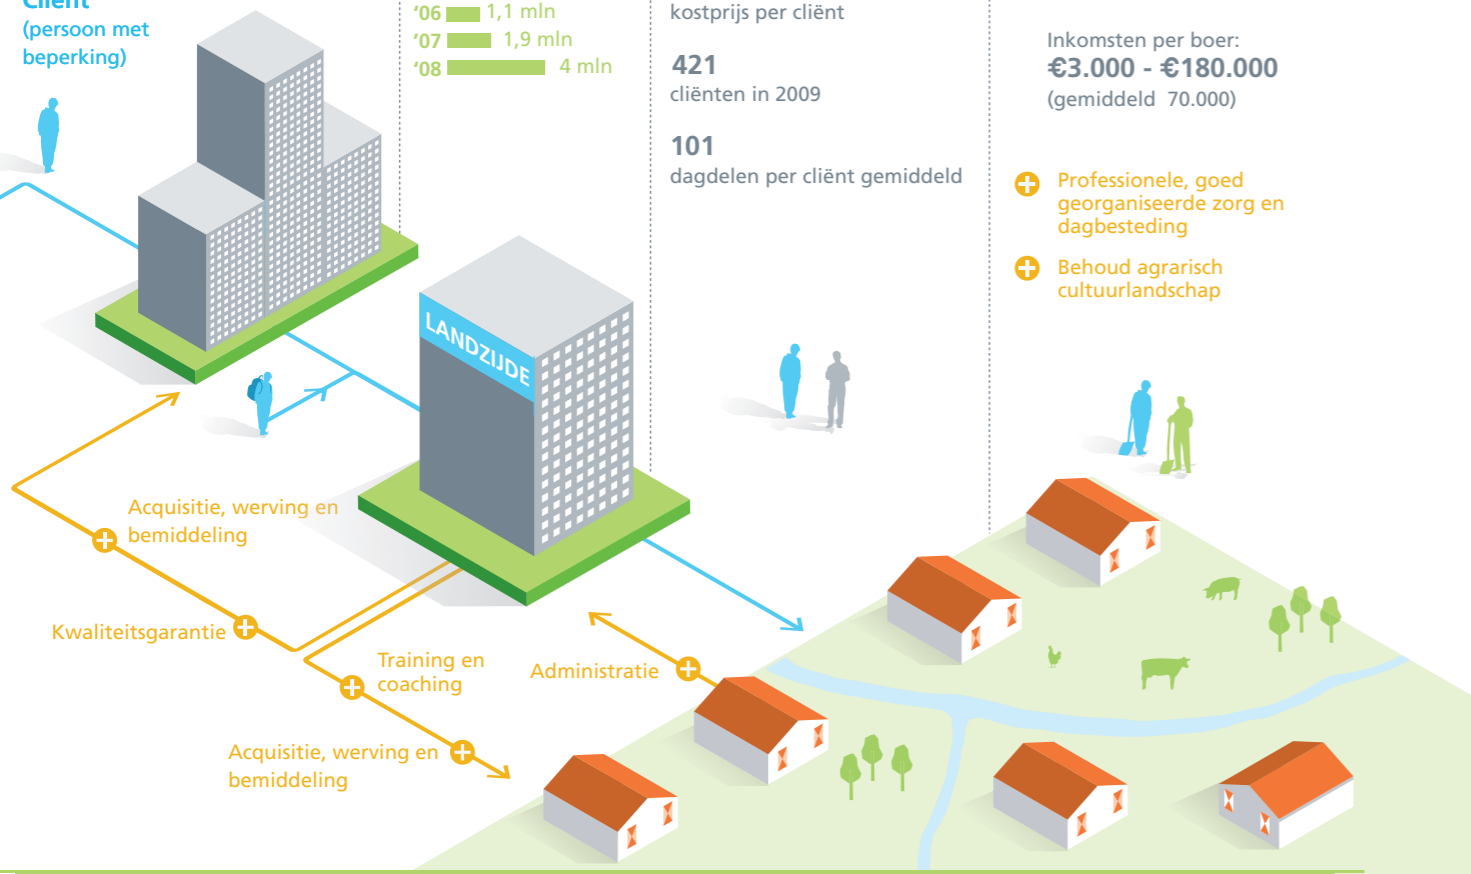 Cliënt
(persoon met
beperking)
‘06 1,1 mln
‘07 1,9 mln
‘08 4 mln
kostprijs per cliënt
421
cliënten in 2009
101
dagdelen per cliënt gemiddeld
Inkomsten per boer:
€3.000 - €180.000
(gemiddeld 70.000)
Professionele, goed
georganiseerde zorg en
dagbesteding
Behoud agrarisch
cultuurlandschap
LANDZIJDE
Acquisitie, werving en
bemiddeling
Kwaliteitsgarantie
Training en
coaching
Administratie
Acquisitie, werving en
bemiddeling